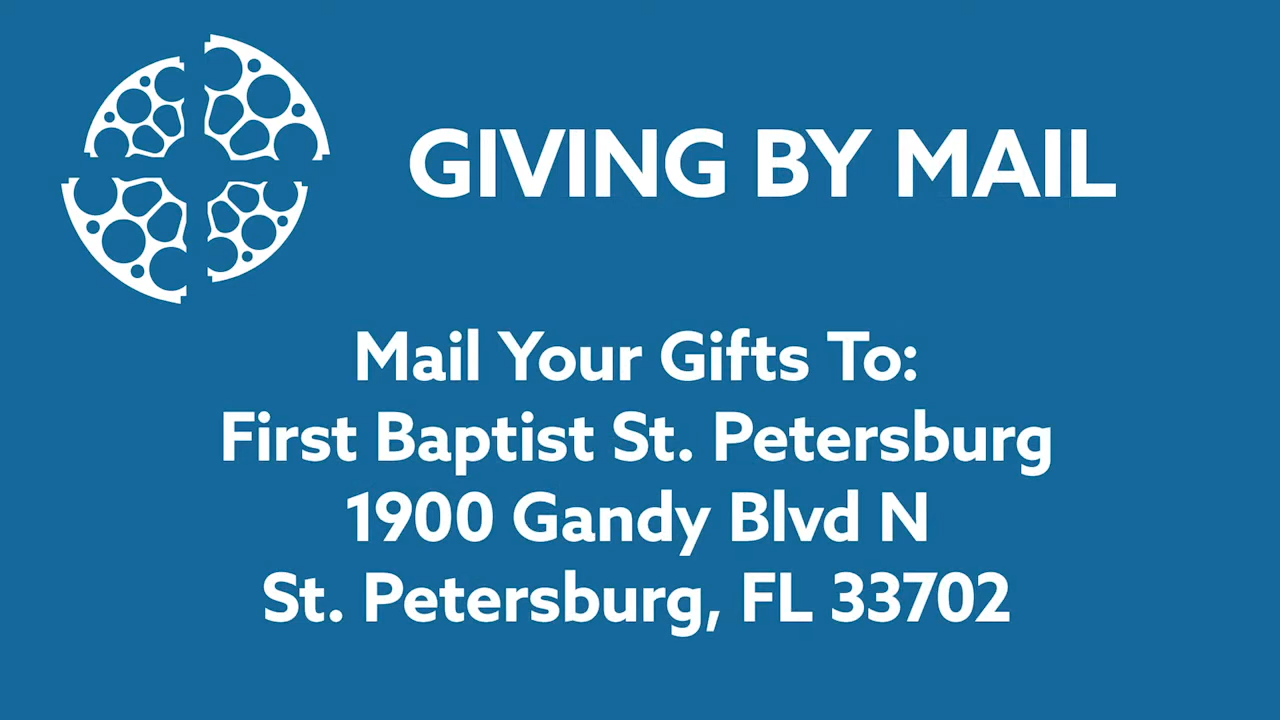 GIVING BY MAIL
Mail Your Gifts To:
First Baptist St. Petersburg
1900 Gandy Blvd N
St. Petersburg, FL 33702